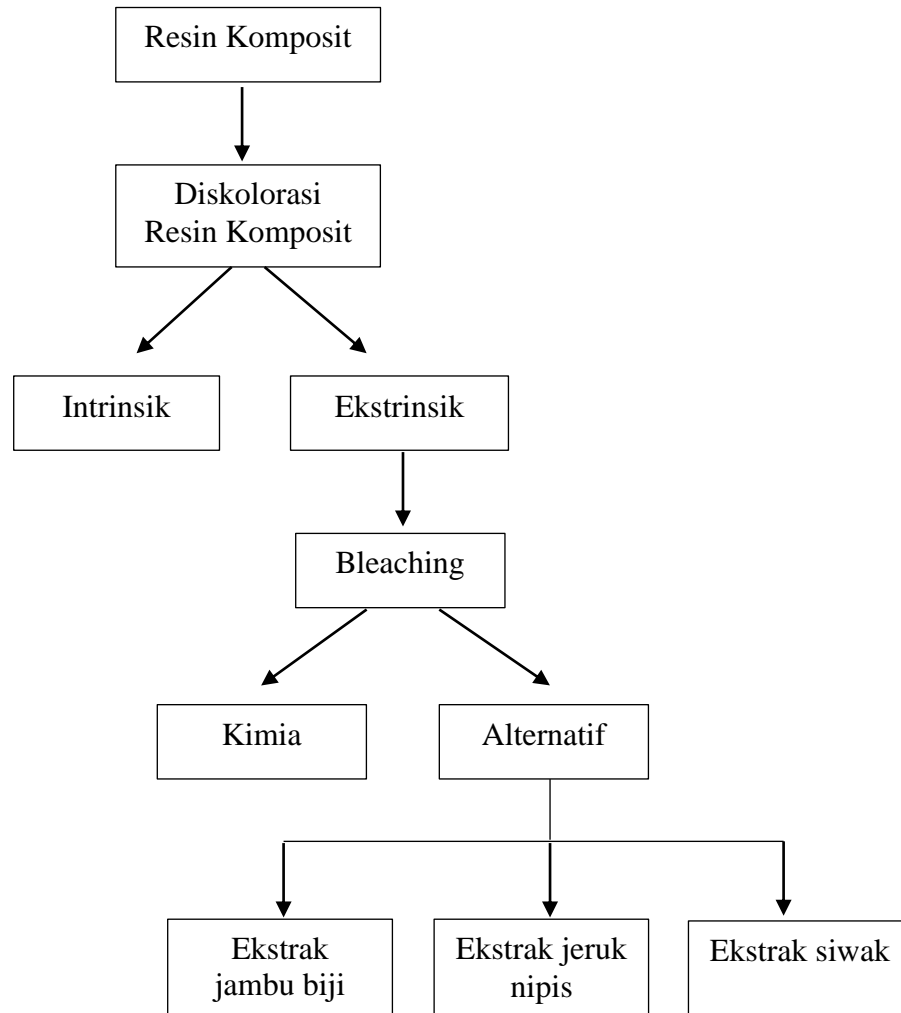 Resin Komposit
Diskolorasi
Resin Komposit
Intrinsik
Ekstrinsik
Bleaching
Kimia
Alternatif
Ekstrak
jambu biji
Ekstrak jeruk
nipis
Ekstrak siwak